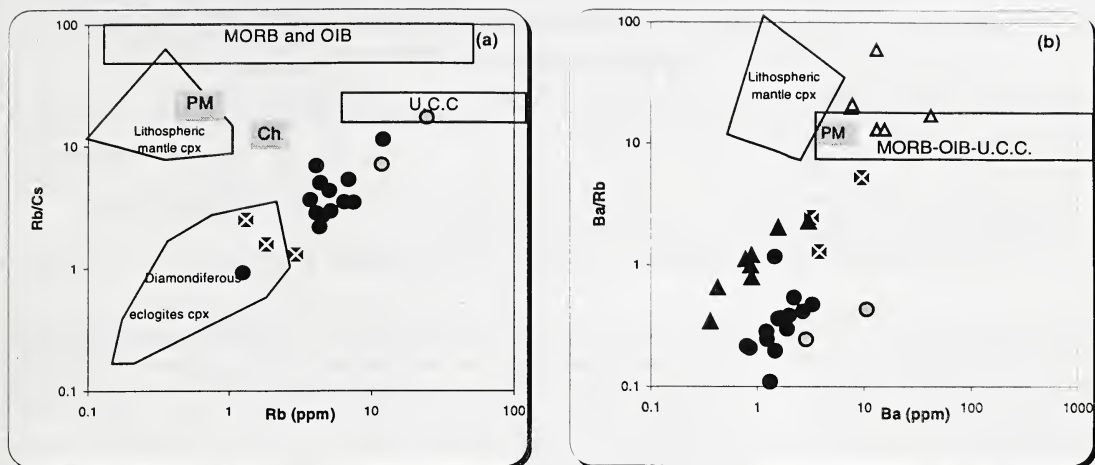 (a)
100
10
1
0.1
Rb/Cs
MORB and OIB
PM
Ch
U.C.C
Lithospheric
mantle cpx
Diamondiferous
eclogites cpx
0.1
1
10
100
Rb (ppm)
(b)
100
10
1
0.1
Ba/Rb
Lithospheric
mantle cpx
PM
MORB-OIB-U.C.C.
0.1
1
10
100
1000
Ba (ppm)